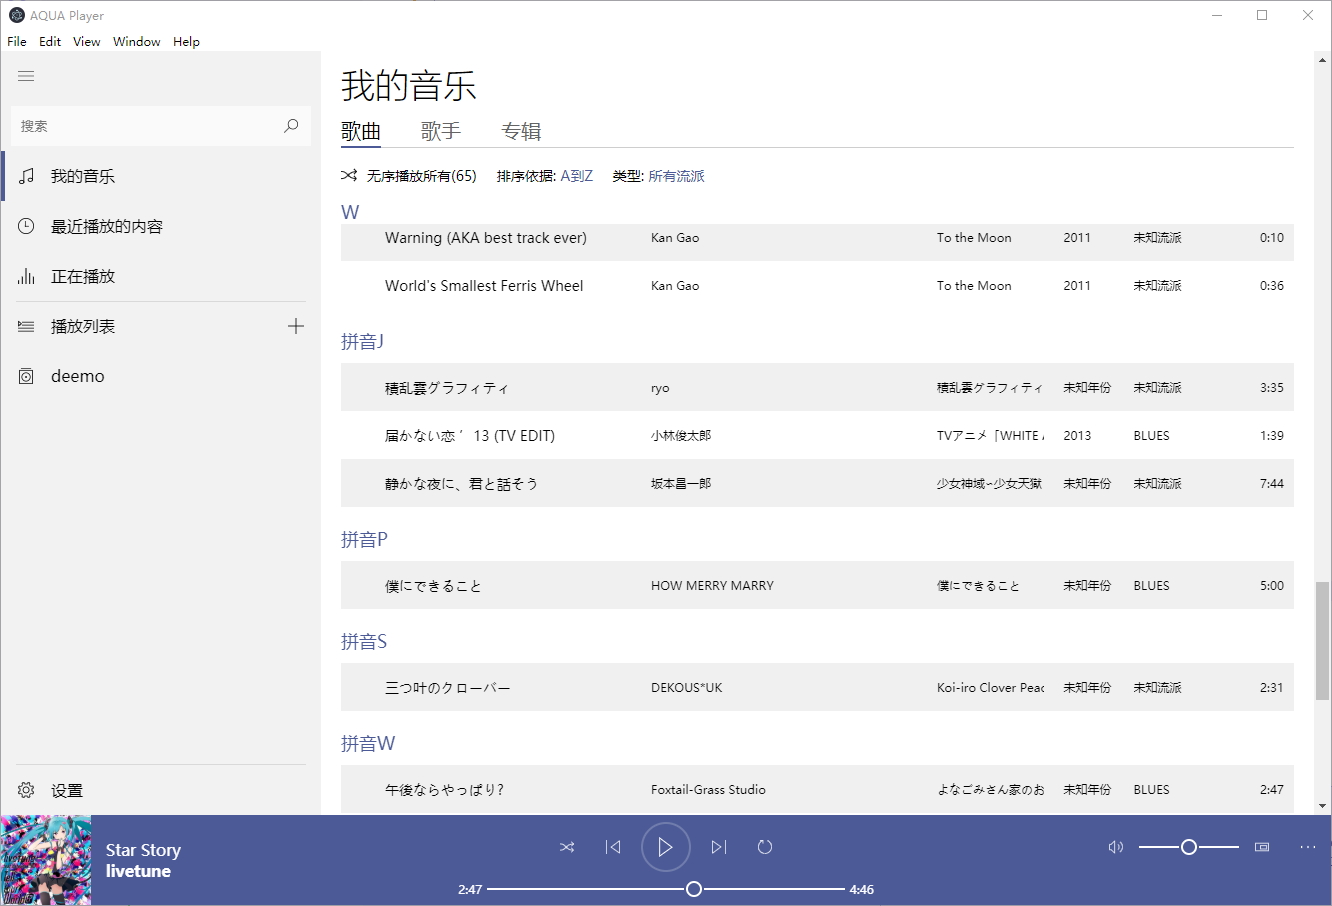 AQUA Player
File Edit View Window Help
搜索
我的音乐
最近播放的内容
正在播放
播放列表
deemo
设置
我的音乐
歌曲 歌手 专辑
无序播放所有(65) 排序依据: A到Z 类型: 所有流派
W
Warning (AKA best track ever) Kan Gao To the Moon 2011 未知流派 0:10
World's Smallest Ferris Wheel Kan Gao To the Moon 2011 未知流派 0:36
拼音J
積乱雲グラフィティ ryo 積乱雲グラフィティ 未知年份 未知流派 3:35
届かない恋 ’13 (TV EDIT) 小林俊太郎 TVアニメ「WHITE 2013 BLUES 1:39
静かな夜に、君と話そう 坂本昌一郎 少女神域∽少女天獄 未知年份 未知流派 7:44
拼音P
僕にできること HOW MERRY MARRY 僕にできること 未知年份 BLUES 5:00
拼音S
三つ叶のクローバー DEKOUS*UK Koi-iro Clover Peac 未知年份 未知流派 2:31
拼音W
午後ならやっぱり? Foxtail-Grass Studio よなごみさん家のお 未知年份 BLUES 2:47
Star Story
livetune
2:47 4:46